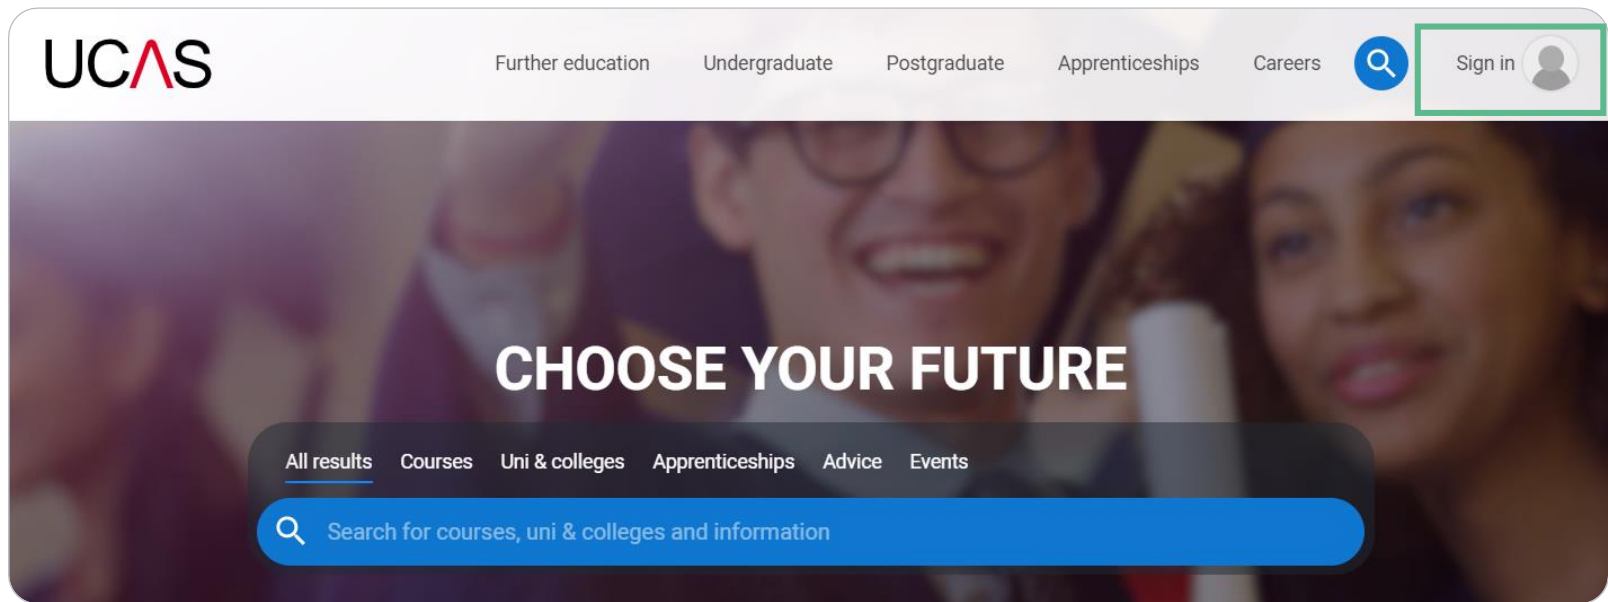 UCAS
Further education Undergraduate Postgraduate Apprenticeships Careers Sign in
CHOOSE YOUR FUTURE
All results Courses Uni & colleges Apprenticeships Advice Events
Search for courses, uni & colleges and information